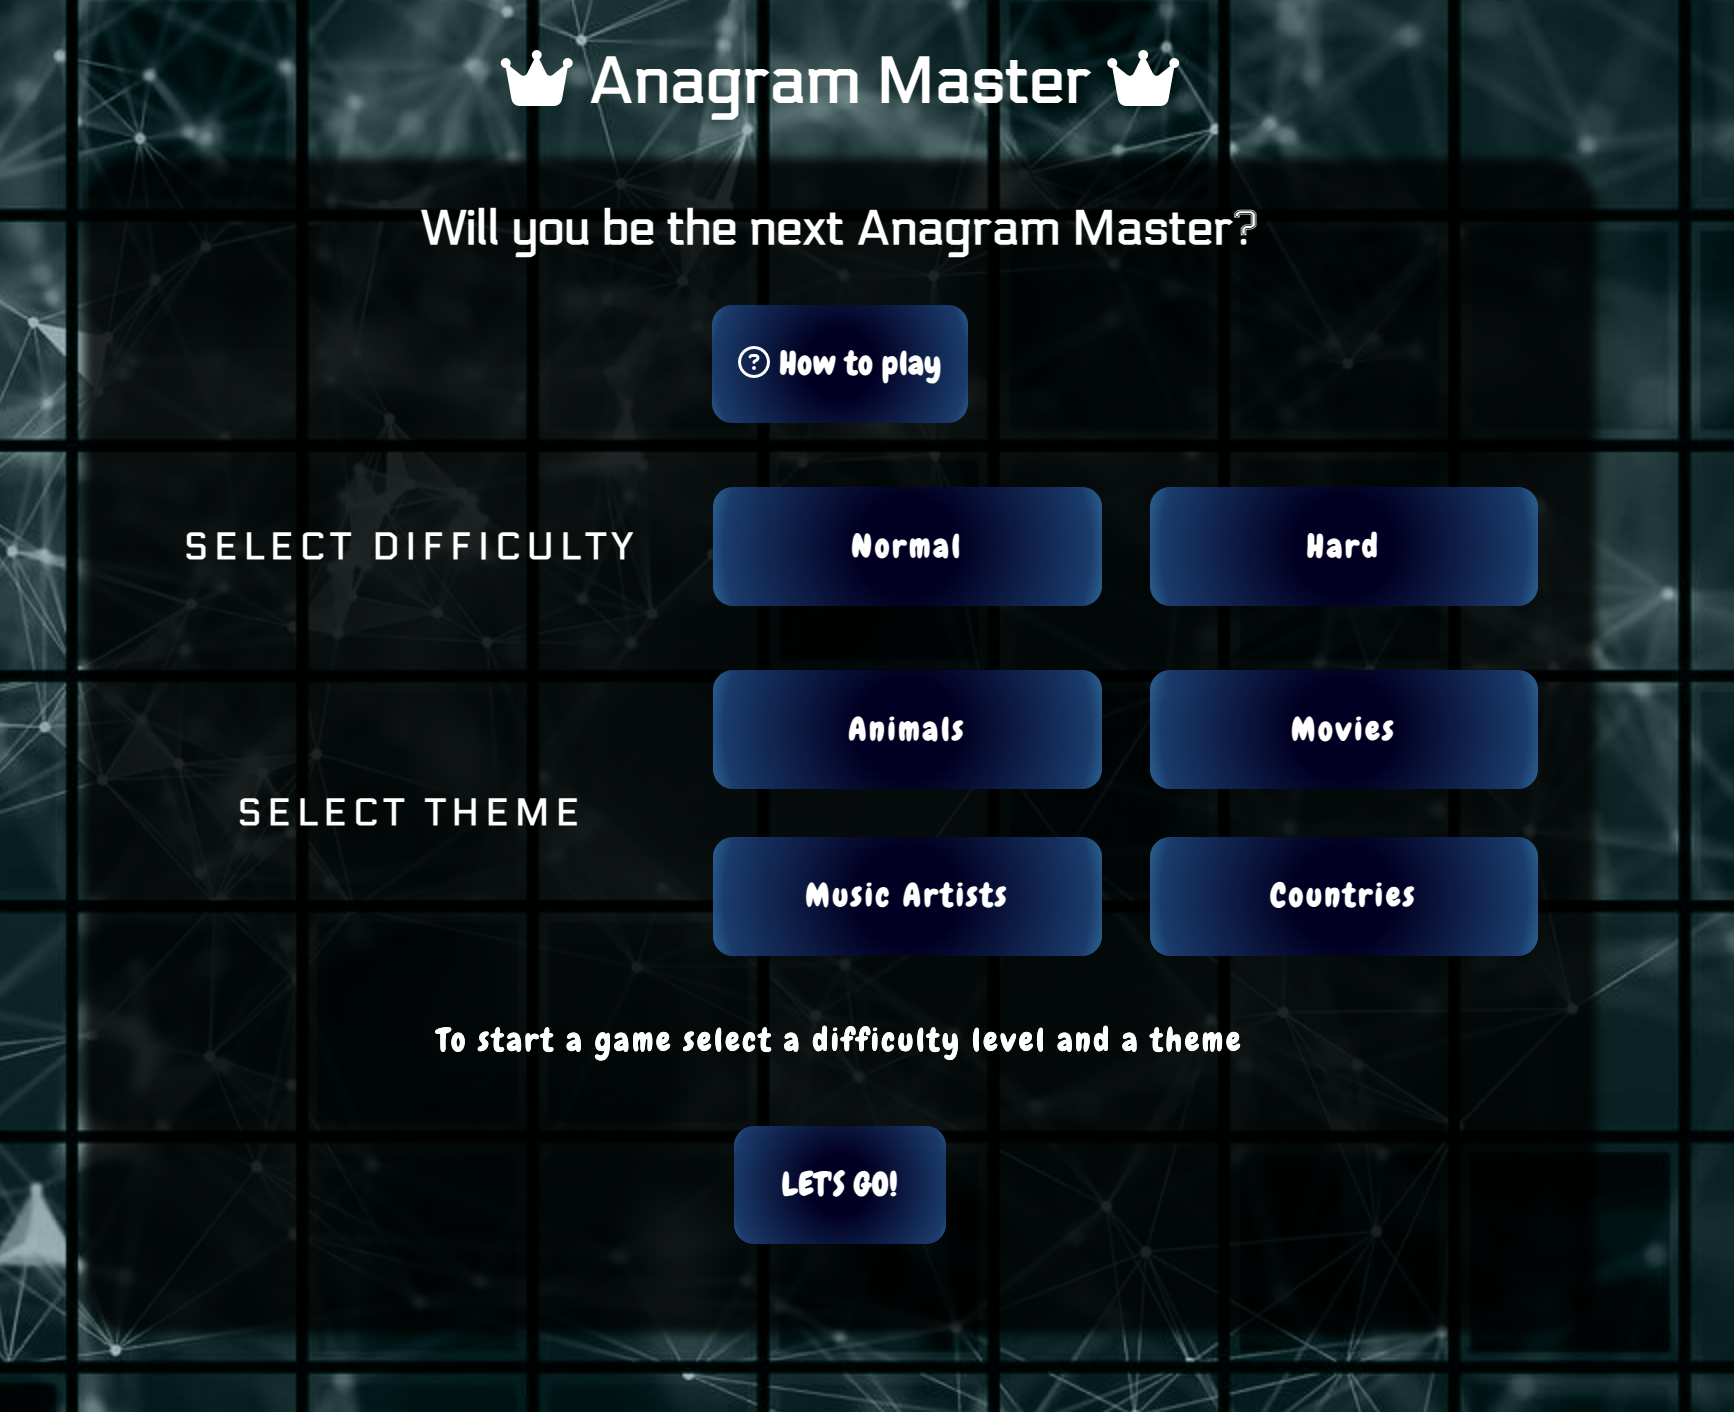 Anagram Master
Will you be the next Anagram Master?
? How to play
SELECT DIFFICULTY
Normal
Hard
SELECT THEME
Animals
Movies
Music Artists
Countries
To start a game select a difficulty level and a theme
LET'S GO!